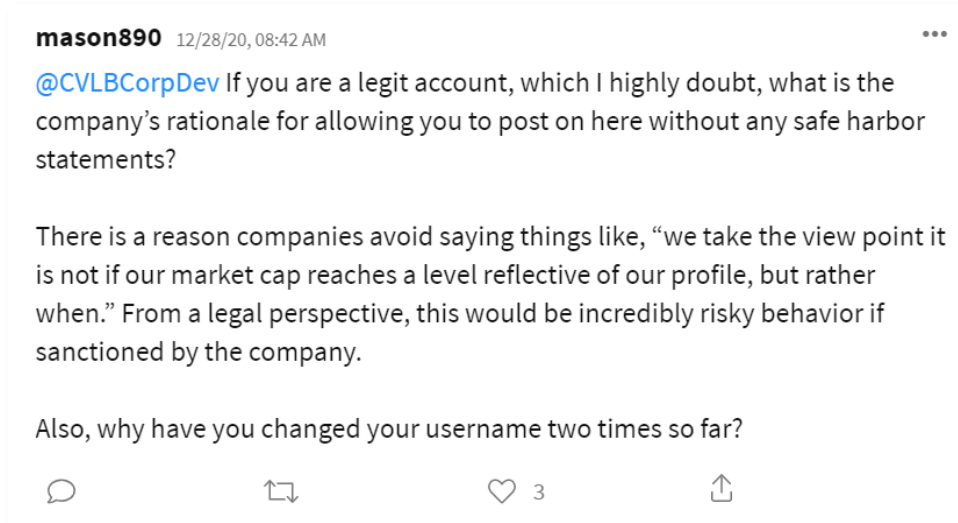 mason890 12/28/20, 08:42 AM
@CVLBCorpDev If you are a legit account, which I highly doubt, what is the
company’s rationale for allowing you to post on here without any safe harbor
statements?
There is a reason companies avoid saying things like, “we take the view point it
is not if our market cap reaches a level reflective of our profile, but rather
when.” From a legal perspective, this would be incredibly risky behavior if
sanctioned by the company.
Also, why have you changed your username two times so far?
3